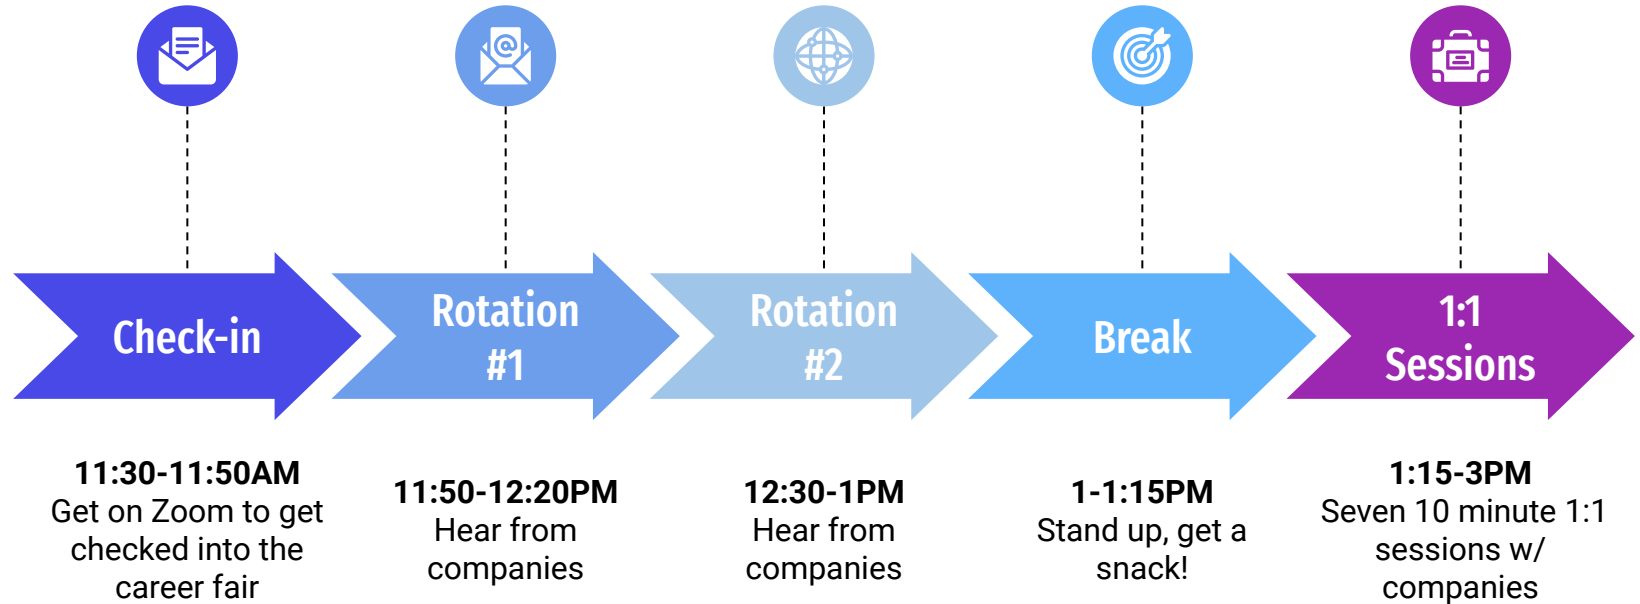 Check-in
Rotation
#1
Rotation
#2
Break
1:1
Sessions
11:30-11:50AM
Get on Zoom to get
checked into the
career fair
11:50-12:20PM
Hear from
companies
12:30-1PM
Hear from
companies
1-1:15PM
Stand up, get a
snack!
1:15-3PM
Seven 10 minute 1:1
sessions w/
companies